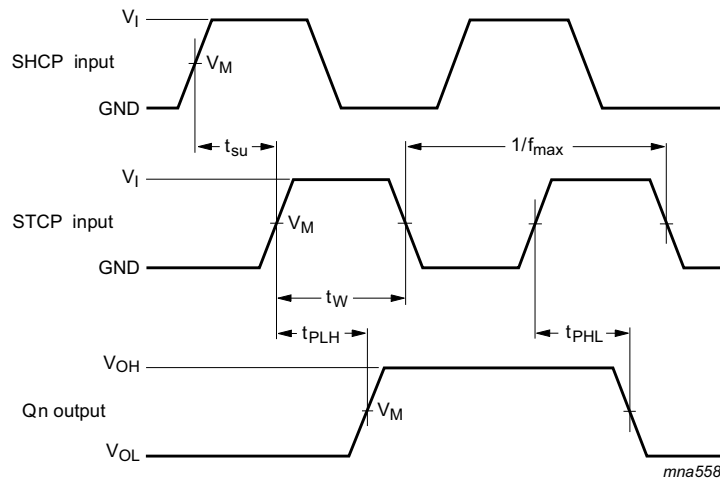 VI
SHCP input
VM
GND
tsu
1/fmax
VI
STCP input
VM
GND
tW
tPLH
tPHL
VOH
Qn output
VM
VOL
mna558